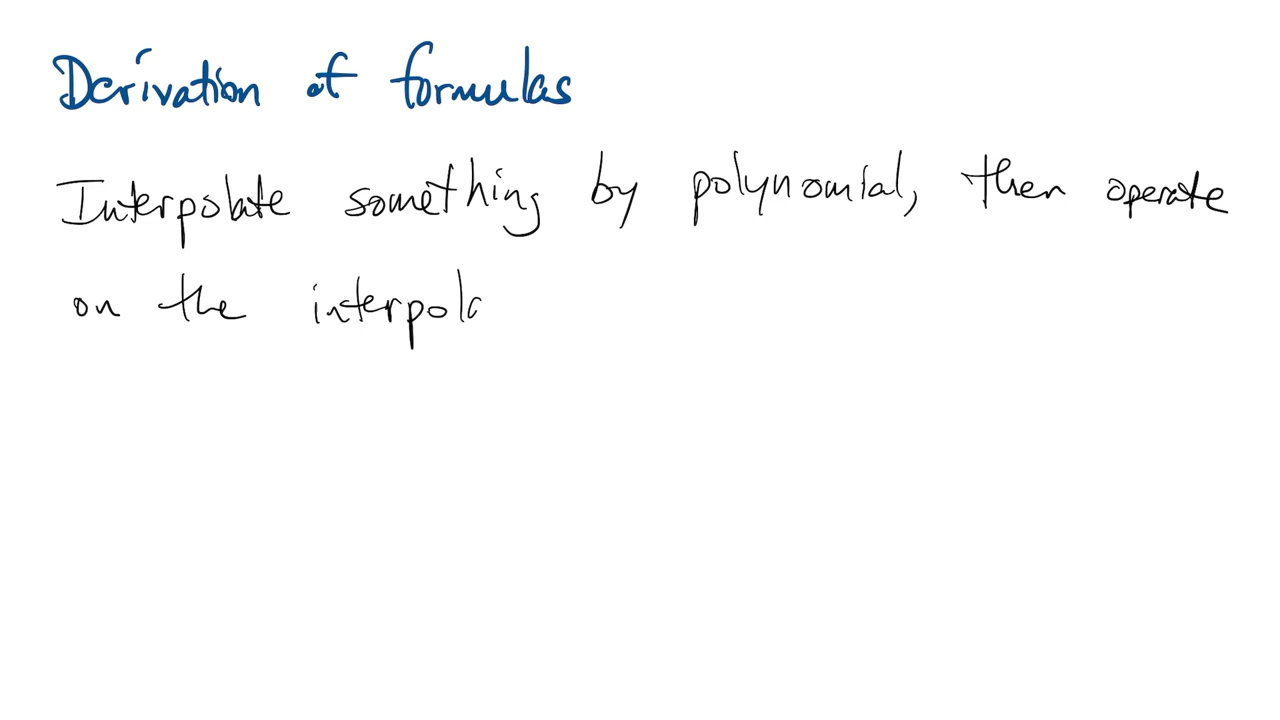 Derivation of formulas
Interpolate something by polynomial, then operate
on the interpola